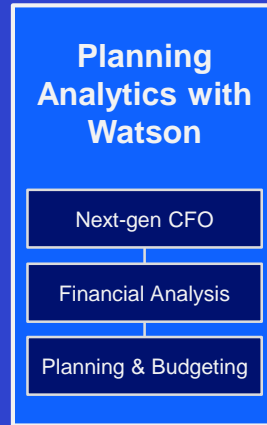 Planning
Analytics with
Watson
Next-gen CFO
Financial Analysis
Planning & Budgeting